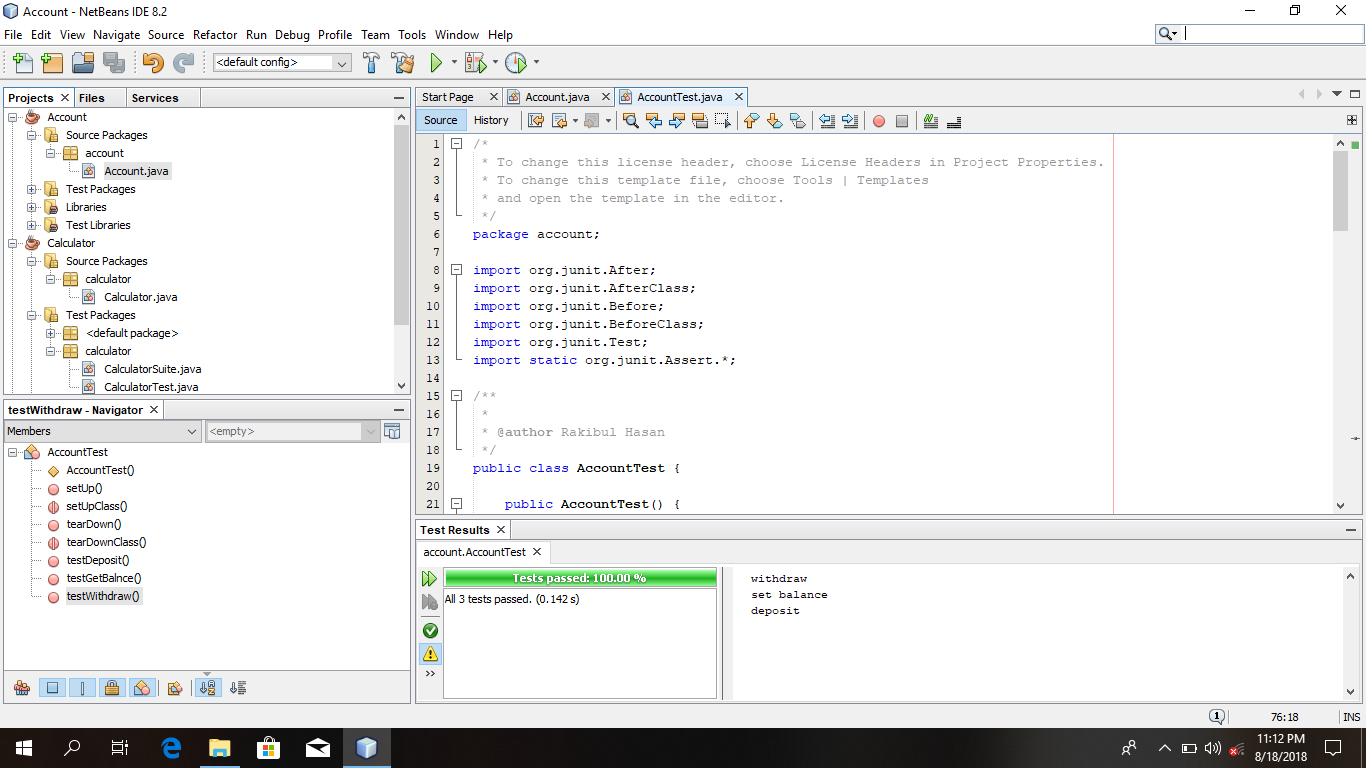 Account - NetBeans IDE 8.2
File Edit View Navigate Source Refactor Run Debug Profile Team Tools Window Help
<default config>
Projects Files Services
Account
Source Packages
account
Account.java
Test Packages
Libraries
Test Libraries
Calculator
Source Packages
calculator
Calculator.java
Test Packages
<default package>
calculator
CalculatorSuite.java
CalculatorTest.java
testWithdraw - Navigator
Members <empty>
AccountTest
AccountTest()
setUp()
setUpClass()
tearDown()
tearDownClass()
testDeposit()
testGetBalnce()
testWithdraw()
Start Page Account.java AccountTest.java
Source History
1 /*
2 * To change this license header, choose License Headers in Project Properties.
3 * To change this template file, choose Tools | Templates
4 * and open the template in the editor.
5 */
6 package account;
7
8 import org.junit.After;
9 import org.junit.AfterClass;
10 import org.junit.Before;
11 import org.junit.BeforeClass;
12 import org.junit.Test;
13 import static org.junit.Assert.*;
14
15 /**
16 *
17 * @author Rakibul Hasan
18 */
19 public class AccountTest {
20
21 public AccountTest() {
Test Results
account.AccountTest
Tests passed: 100.00 %
All 3 tests passed. (0.142 s)
withdraw
set balance
deposit
1 76:18 INS
11:12 PM
8/18/2018